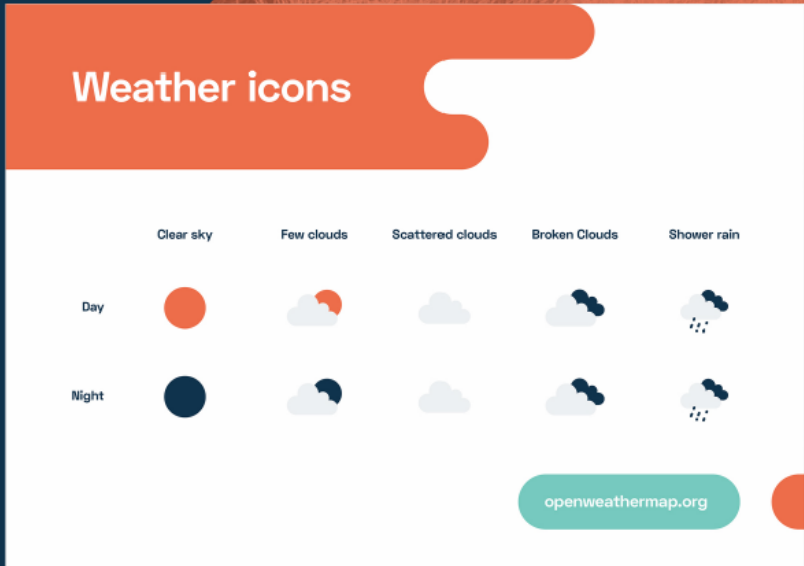 Weather icons
Clear sky Few clouds Scattered clouds Broken Clouds Shower rain
Day
Night
openweathermap.org